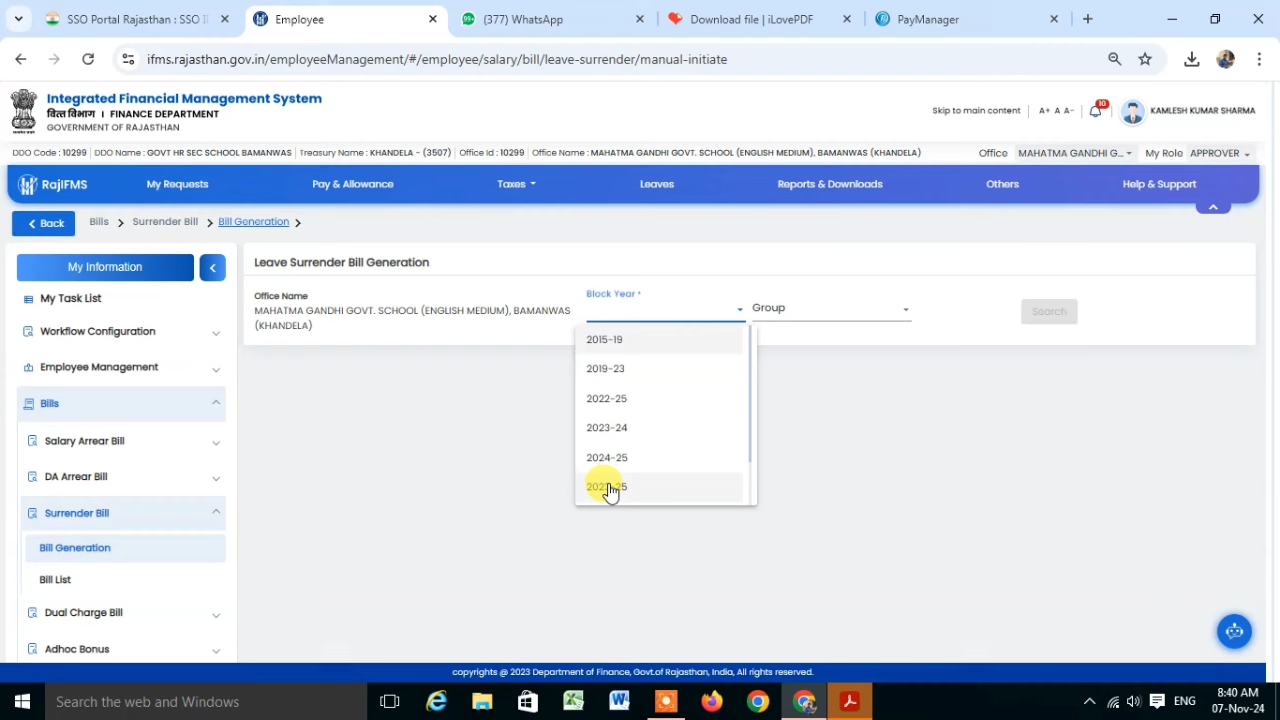 SSO Portal Rajasthan : SSO I
Employee
(377) WhatsApp
Download file | iLovePDF
PayManager
ifms.rajasthan.gov.in/employeeManagement/#/employee/salary/bill/leave-surrender/manual-initiate
Integrated Financial Management System
वित्त विभाग I FINANCE DEPARTMENT
GOVERNMENT OF RAJASTHAN
Skip to main content
A+ A A-
10
KAMLESH KUMAR SHARMA
DDO Code : 10299 DDO Name : GOVT HR SEC SCHOOL BAMANWAS Treasury Name : KHANDELA - (3507) Office Id : 10299 Office Name : MAHATMA GANDHI GOVT. SCHOOL (ENGLISH MEDIUM), BAMANWAS (KHANDELA)
Office MAHATMA GANDHI G...
My Role APPROVER
RajIFMS
My Requests
Pay & Allowance
Taxes
Leaves
Reports & Downloads
Others
Help & Support
Back
Bills
Surrender Bill
Bill Generation
My Information
My Task List
Workflow Configuration
Employee Management
Bills
Salary Arrear Bill
DA Arrear Bill
Surrender Bill
Bill Generation
Bill List
Dual Charge Bill
Adhoc Bonus
Leave Surrender Bill Generation
Office Name
MAHATMA GANDHI GOVT. SCHOOL (ENGLISH MEDIUM), BAMANWAS
(KHANDELA)
Block Year *
Group
Search
2015-19
2019-23
2022-25
2023-24
2024-25
copyrights @ 2023 Department of Finance, Govt.of Rajasthan, India, All rights reserved.
Search the web and Windows
ENG
8:40 AM
07-Nov-24